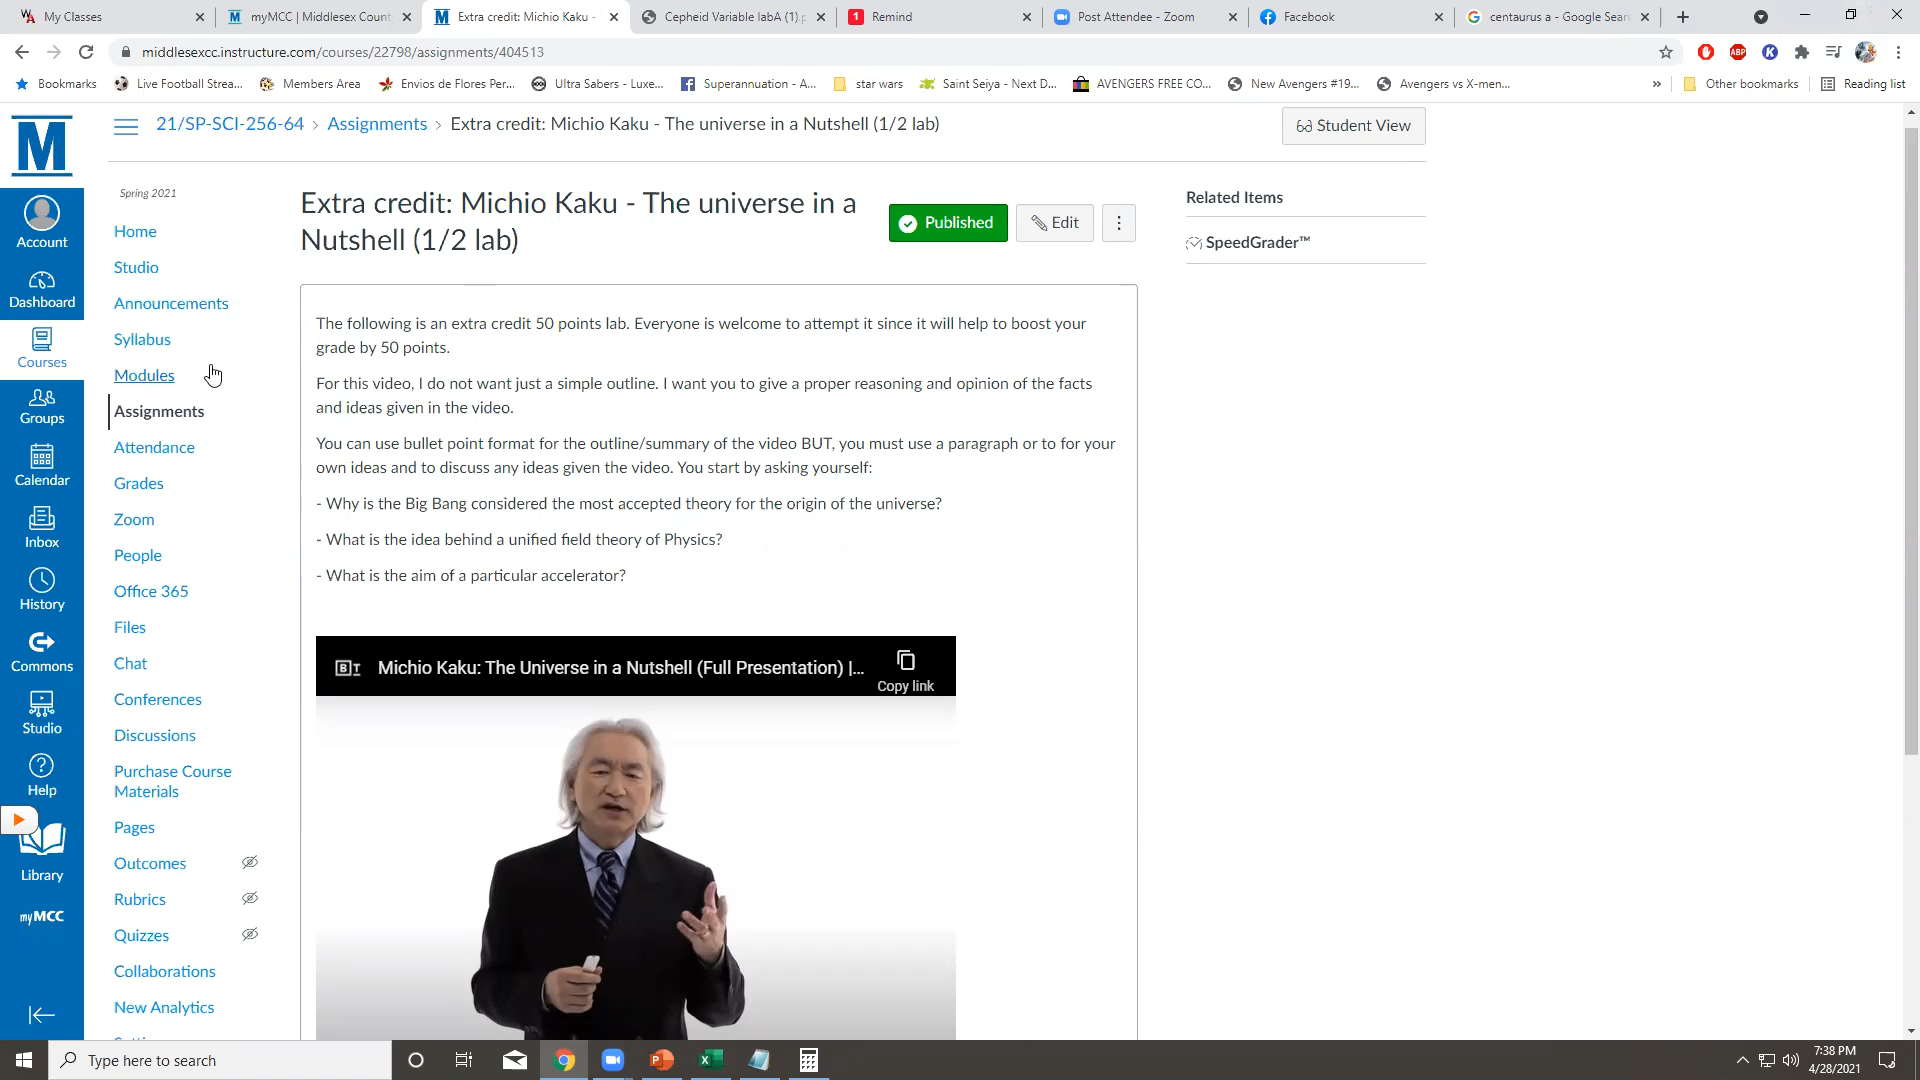 My Classes
myMCC | Middlesex Count
Extra credit: Michio Kaku -
Cepheid Variable labA (1).p
1
Remind
Post Attendee - Zoom
Facebook
centaurus a - Google Searc
middlesexcc.instructure.com/courses/22798/assignments/404513
ABP
K
Bookmarks
Live Football Strea...
Members Area
Envios de Flores Per...
Ultra Sabers - Luxe...
Superannuation - A...
star wars
Saint Seiya - Next D...
AVENGERS FREE CO...
New Avengers #19...
Avengers vs X-men...
»
Other bookmarks
Reading list
M
21/SP-SCI-256-64 › Assignments › Extra credit: Michio Kaku - The universe in a Nutshell (1/2 lab)
Student View
Account
Dashboard
Courses
Groups
Calendar
Inbox
History
Commons
Studio
Help
Library
myMCC
Spring 2021
Home
Studio
Announcements
Syllabus
Modules
Assignments
Attendance
Grades
Zoom
People
Office 365
Files
Chat
Conferences
Discussions
Purchase Course
Materials
Pages
Outcomes
Rubrics
Quizzes
Collaborations
New Analytics
Extra credit: Michio Kaku - The universe in a
Nutshell (1/2 lab)
Published
Edit
Related Items
SpeedGrader™
The following is an extra credit 50 points lab. Everyone is welcome to attempt it since it will help to boost your
grade by 50 points.
For this video, I do not want just a simple outline. I want you to give a proper reasoning and opinion of the facts
and ideas given in the video.
You can use bullet point format for the outline/summary of the video BUT, you must use a paragraph or to for your
own ideas and to discuss any ideas given the video. You start by asking yourself:
- Why is the Big Bang considered the most accepted theory for the origin of the universe?
- What is the idea behind a unified field theory of Physics?
- What is the aim of a particular accelerator?
BT
Michio Kaku: The Universe in a Nutshell (Full Presentation) |...
Copy link
Type here to search
7:38 PM
4/28/2021